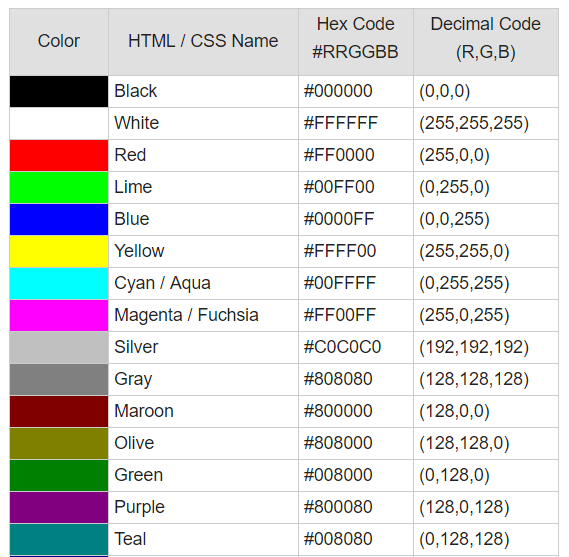 Color HTML / CSS Name Hex Code #RRGGBB Decimal Code (R,G,B)
Black #000000 (0,0,0)
White #FFFFFF (255,255,255)
Red #FF0000 (255,0,0)
Lime #00FF00 (0,255,0)
Blue #0000FF (0,0,255)
Yellow #FFFF00 (255,255,0)
Cyan / Aqua #00FFFF (0,255,255)
Magenta / Fuchsia #FF00FF (255,0,255)
Silver #C0C0C0 (192,192,192)
Gray #808080 (128,128,128)
Maroon #800000 (128,0,0)
Olive #808000 (128,128,0)
Green #008000 (0,128,0)
Purple #800080 (128,0,128)
Teal #008080 (0,128,128)